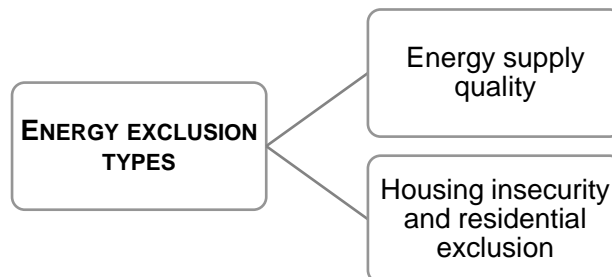 Energy supply
quality
ENERGY EXCLUSION
TYPES
Housing insecurity
and residential
exclusion